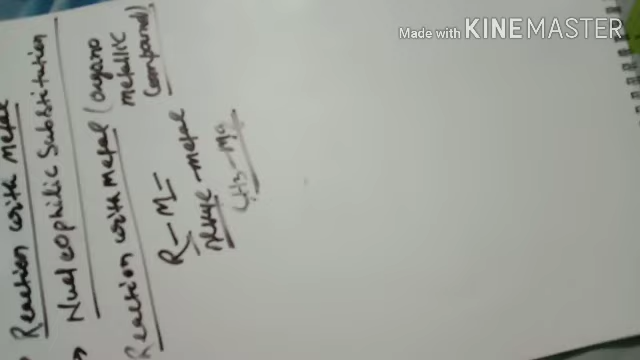 Reaction with metal
Nucleophilic Substitution
Reaction with metal (organo
metallic
compound)
R-M=
Alkyl-metal
CH3-Mg
Made with KINEMASTER